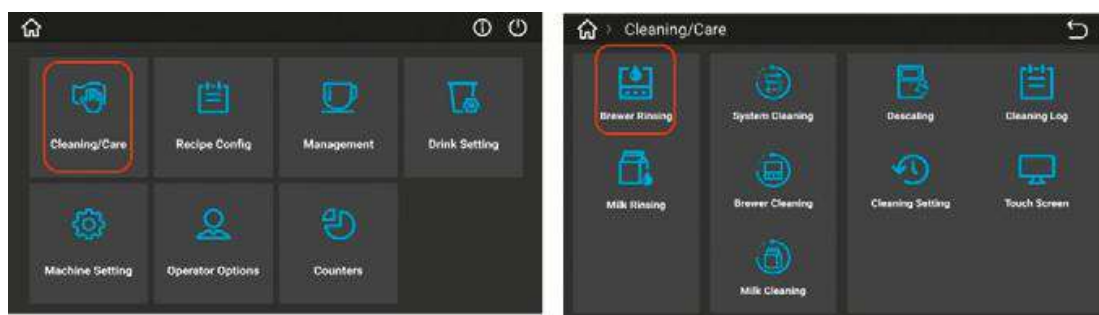 Cleaning/Care
Recipe Config
Management
Drink Setting
Machine Setting
Operator Options
Counters
Cleaning/Care
Brewer Rinsing
System Cleaning
Descaling
Cleaning Log
Milk Rinsing
Brewer Cleaning
Cleaning Setting
Touch Screen
Milk Cleaning